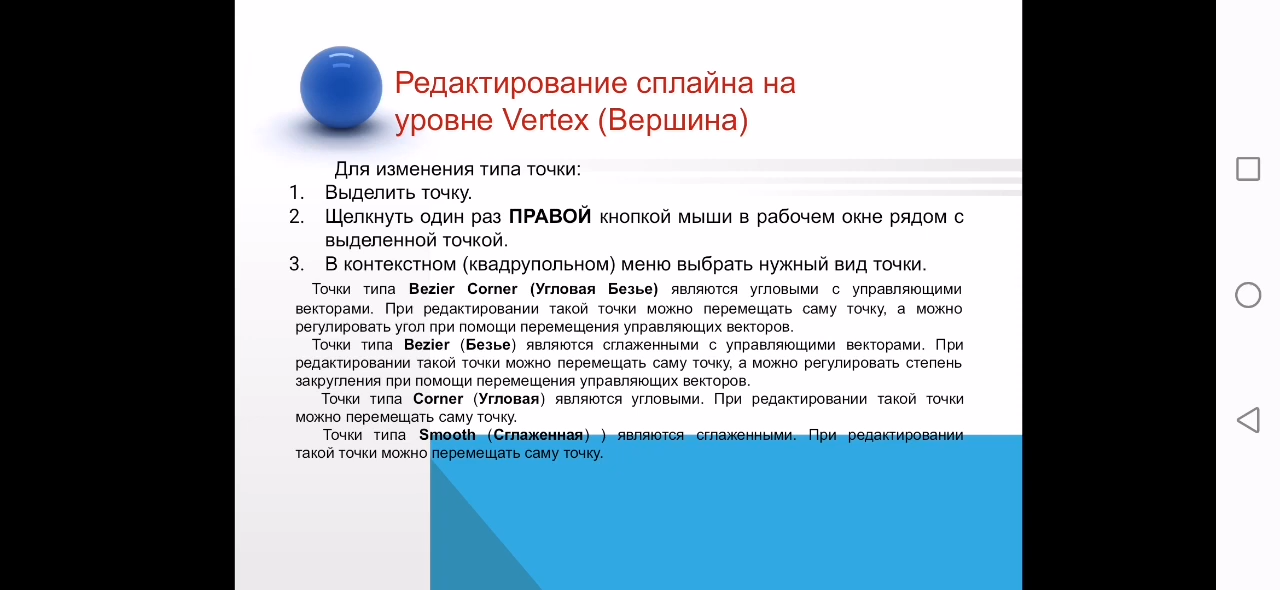 Редактирование сплайна на
уровне Vertex (Вершина)
Для изменения типа точки:
1. Выделить точку.
2. Щелкнуть один раз ПРАВОЙ кнопкой мыши в рабочем окне рядом с
выделенной точкой.
3. В контекстном (квадрупольном) меню выбрать нужный вид точки.
Точки типа Bezier Corner (Угловая Безье) являются угловыми с управляющими
векторами. При редактировании такой точки можно перемещать саму точку, а можно
регулировать угол при помощи перемещения управляющих векторов.
Точки типа Bezier (Безье) являются сглаженными с управляющими векторами. При
редактировании такой точки можно перемещать саму точку, а можно регулировать степень
закругления при помощи перемещения управляющих векторов.
Точки типа Corner (Угловая) являются угловыми. При редактировании такой точки
можно перемещать саму точку.
Точки типа Smooth (Сглаженная) ) являются сглаженными. При редактировании
такой точки можно перемещать саму точку.